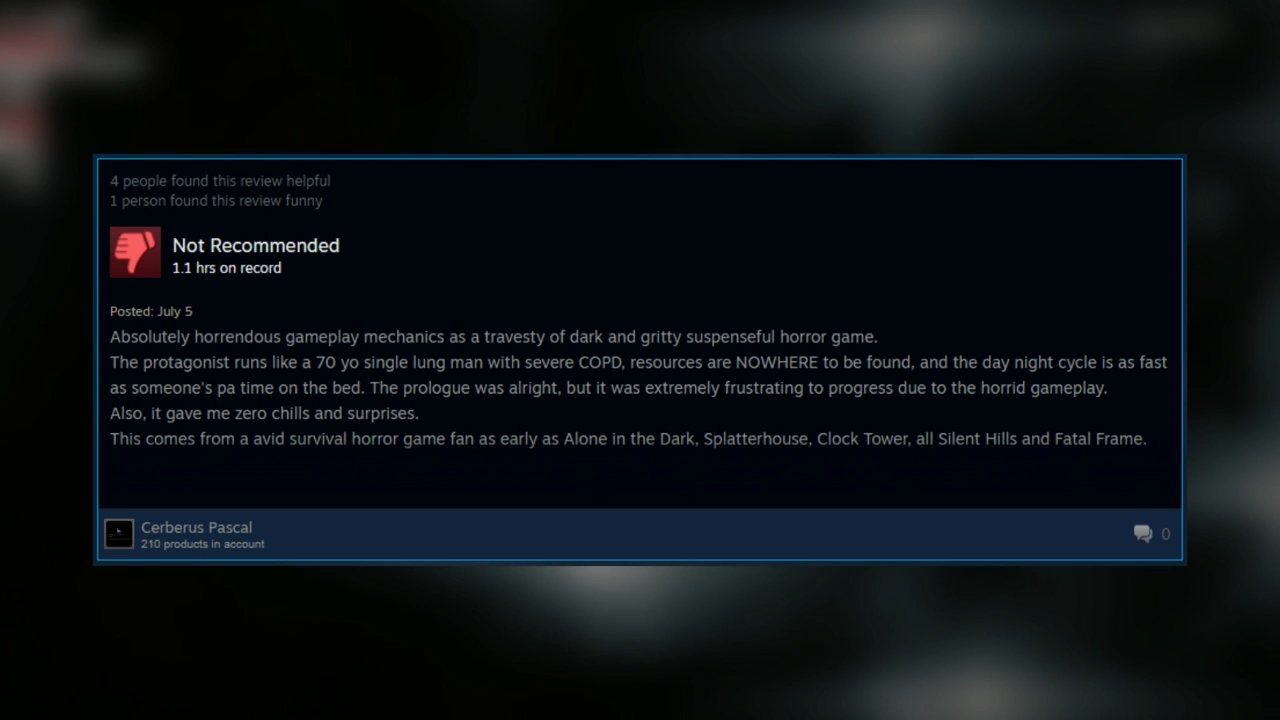 4 people found this review helpful
1 person found this review funny
Not Recommended
1.1 hrs on record
Posted: July 5
Absolutely horrendous gameplay mechanics as a travesty of dark and gritty suspenseful horror game.
The protagonist runs like a 70 yo single lung man with severe COPD, resources are NOWHERE to be found, and the day night cycle is as fast
as someone's pa time on the bed. The prologue was alright, but it was extremely frustrating to progress due to the horrid gameplay.
Also, it gave me zero chills and surprises.
This comes from a avid survival horror game fan as early as Alone in the Dark, Splatterhouse, Clock Tower, all Silent Hills and Fatal Frame.
Cerberus Pascal
0
210 products in account